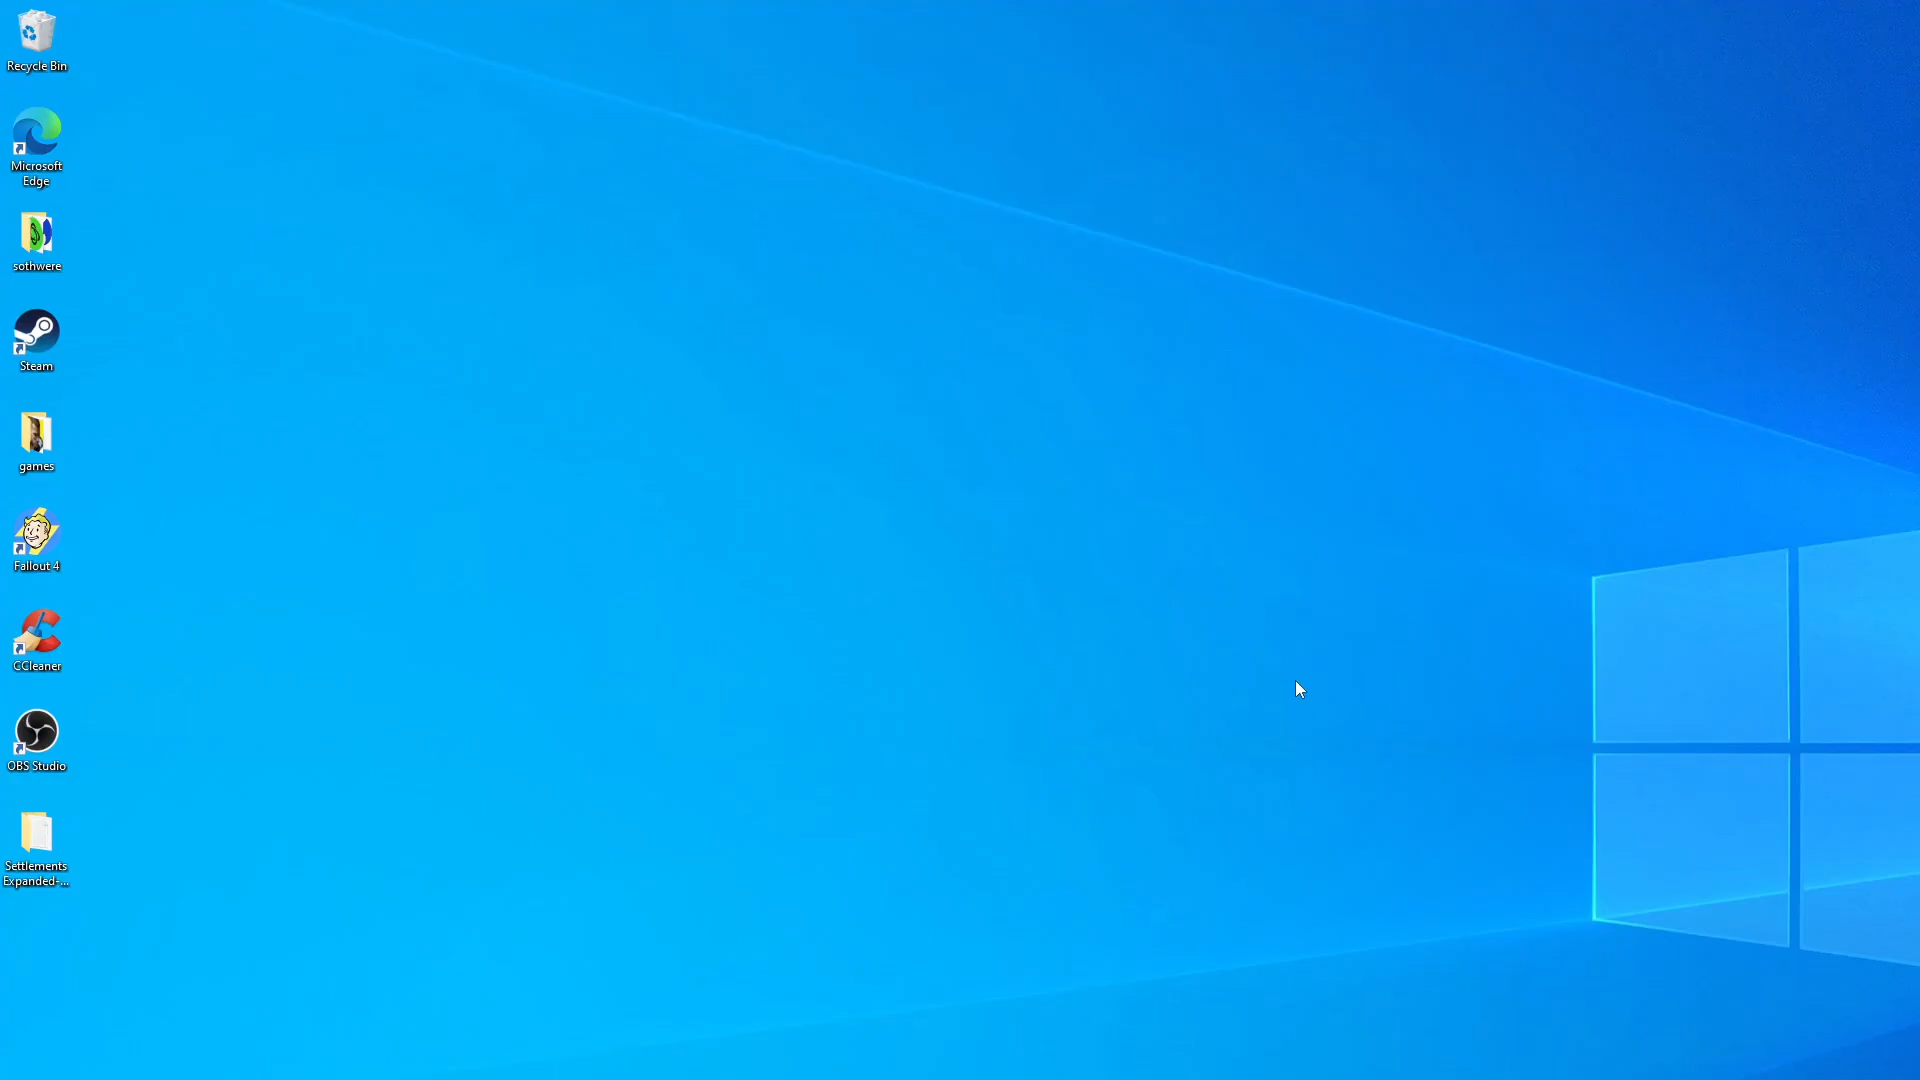 Recycle Bin
Microsoft
Edge
sothwere
Steam
games
Fallout 4
CCleaner
OBS Studio
Settlements
Expanded-...